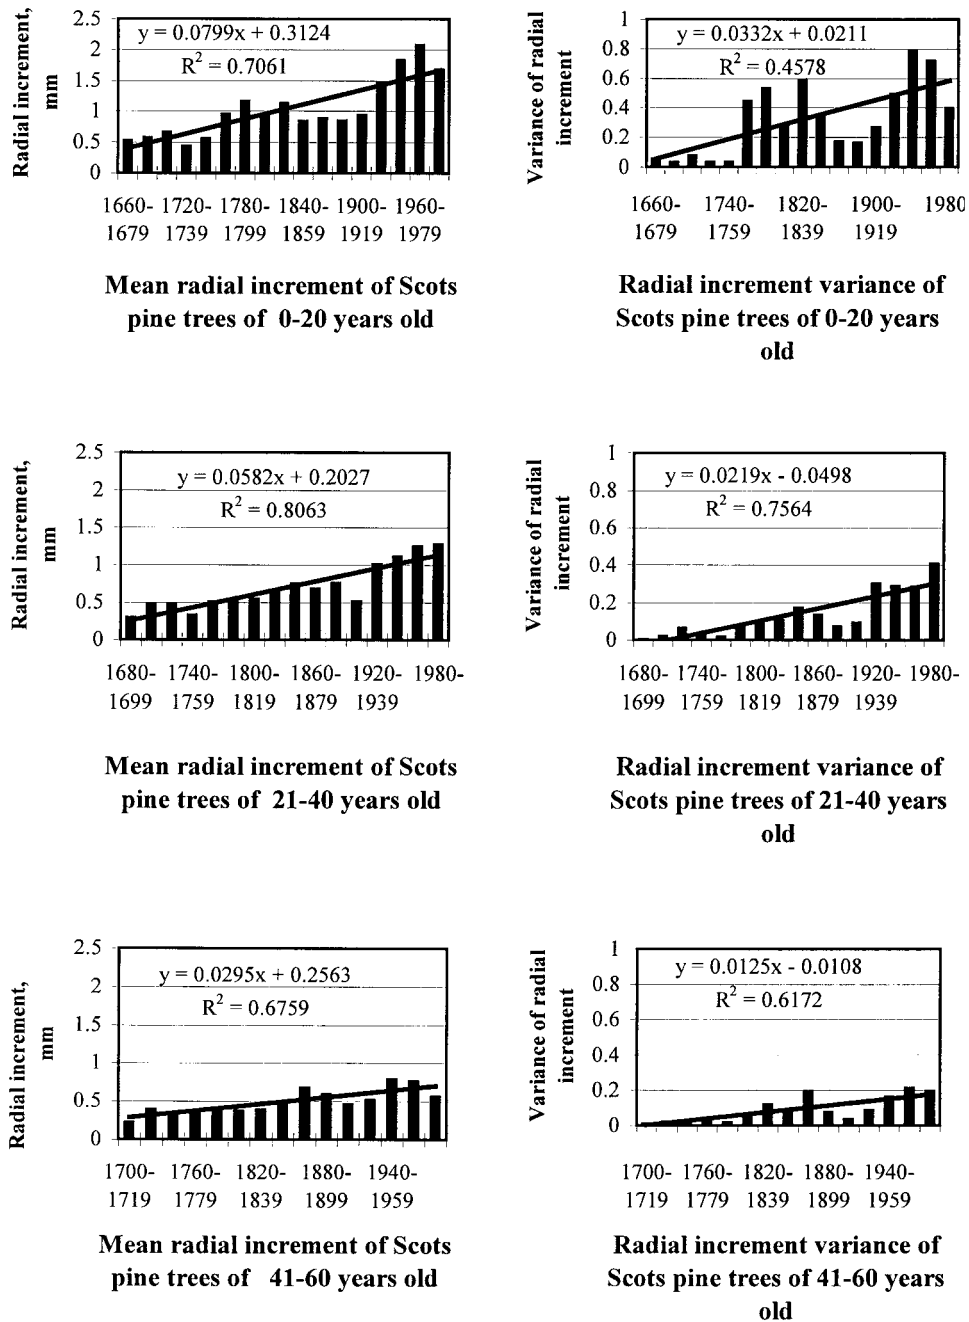 Radial increment,
mm
2.5
2
1.5
1
0.5
0
y = 0.0799x + 0.3124
R² = 0.7061
1660- 1720- 1780- 1840- 1900- 1960-
1679 1739 1799 1859 1919 1979
Mean radial increment of Scots
pine trees of 0-20 years old
Variance of radial
increment
1
0.8
0.6
0.4
0.2
0
y = 0.0332x + 0.0211
R² = 0.4578
1660- 1740- 1820- 1900- 1980
1679 1759 1839 1919
Radial increment variance of
Scots pine trees of 0-20 years
old
Radial increment,
mm
2.5
2
1.5
1
0.5
0
y = 0.0582x + 0.2027
R² = 0.8063
1680- 1740- 1800- 1860- 1920- 1980-
1699 1759 1819 1879 1939
Mean radial increment of Scots
pine trees of 21-40 years old
Variance of radial
increment
1
0.8
0.6
0.4
0.2
0
y = 0.0219x - 0.0498
R² = 0.7564
1680- 1740- 1800- 1860- 1920- 1980-
1699 1759 1819 1879 1939
Radial increment variance of
Scots pine trees of 21-40 years
old
Radial increment,
mm
2.5
2
1.5
1
0.5
0
y = 0.0295x + 0.2563
R² = 0.6759
1700- 1760- 1820- 1880- 1940-
1719 1779 1839 1899 1959
Mean radial increment of Scots
pine trees of 41-60 years old
Variance of radial
increment
1
0.8
0.6
0.4
0.2
0
y = 0.0125x - 0.0108
R² = 0.6172
1700- 1760- 1820- 1880- 1940-
1719 1779 1839 1899 1959
Radial increment variance of
Scots pine trees of 41-60 years
old